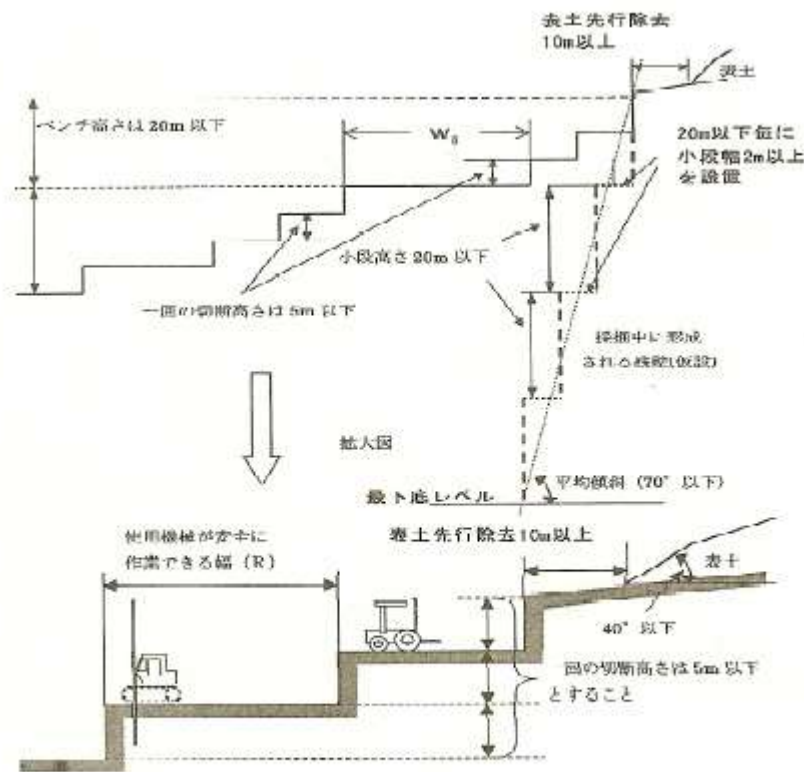 表土先行除去
10m以上
表土
ベンチ高さは20m以下
W₀
20m以下毎に
小段幅2m以上
を設置
小段高さ20m以下
一回の切断高さは5m以下
採掘中に形成
される残壁(仮設)
拡大図
平均傾斜(70°以下)
最下底レベル
使用機械が安全に
作業できる幅(R)
表土先行除去10m以上
表土
40°以下
回の切断高さは5m以下
とすること